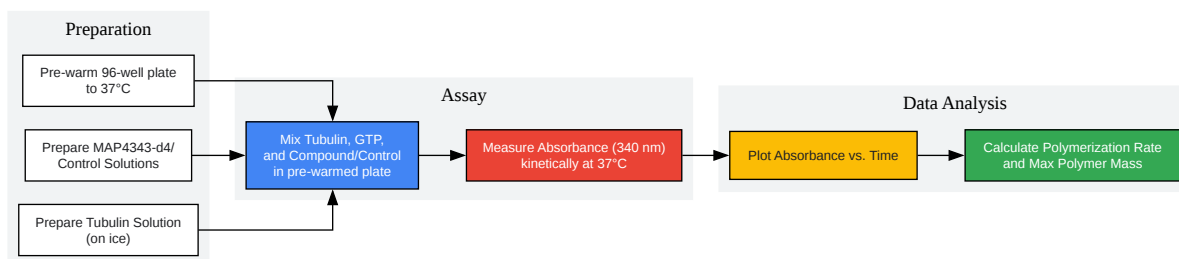 Preparation
Pre-warm 96-well plate
to 37°C
Prepare MAP4343-d4/
Control Solutions
Prepare Tubulin Solution
(on ice)
Assay
Mix Tubulin, GTP,
and Compound/Control
in pre-warmed plate
Measure Absorbance (340 nm)
kinetically at 37°C
Data Analysis
Plot Absorbance vs. Time
Calculate Polymerization Rate
and Max Polymer Mass